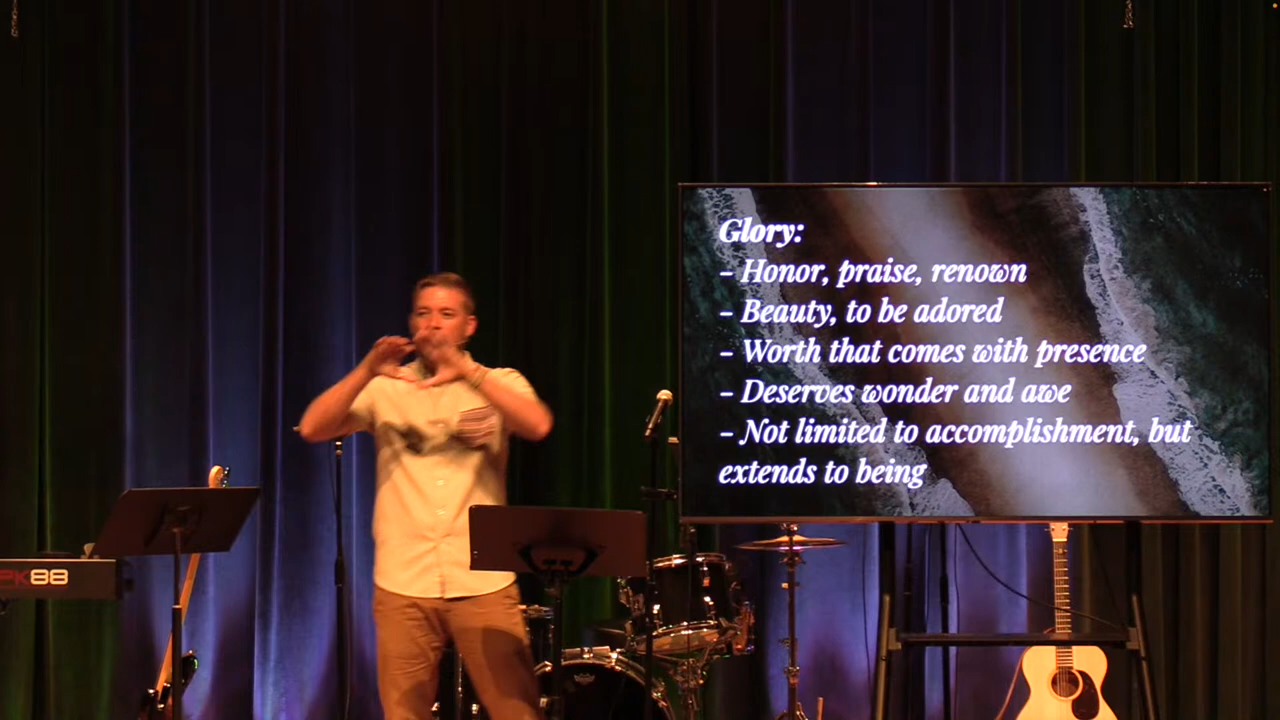 Glory:
- Honor, praise, renown
- Beauty, to be adored
- Worth that comes with presence
- Deserves wonder and awe
- Not limited to accomplishment, but
extends to being
PK88
REMO